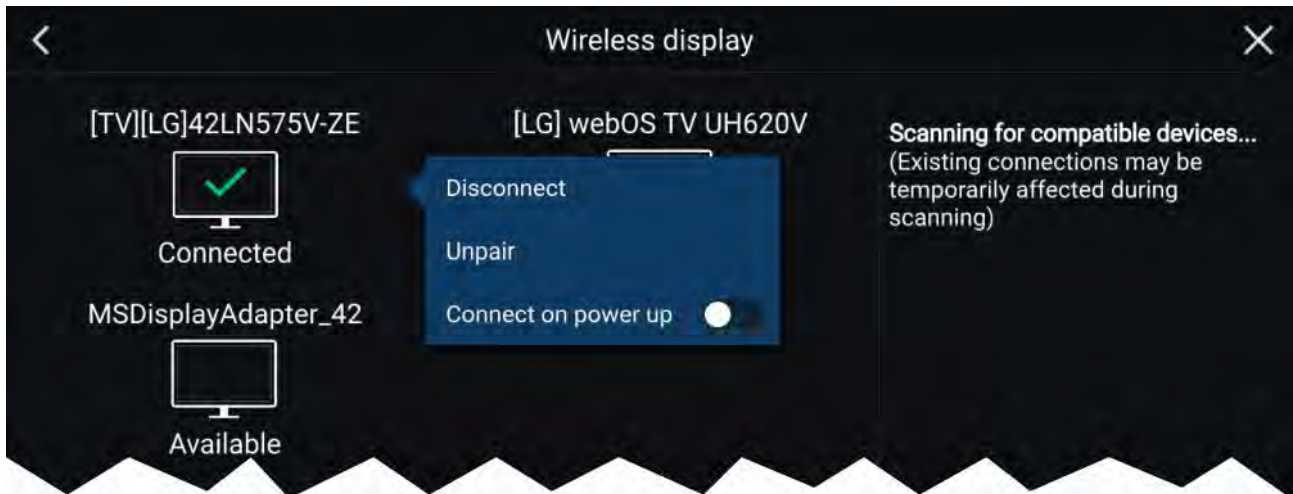 Wireless display
[TV][LG]42LN575V-ZE
Connected
MSDisplayAdapter_42
Available
[LG] webOS TV UH620V
Disconnect
Unpair
Connect on power up
Scanning for compatible devices...
(Existing connections may be
temporarily affected during
scanning)